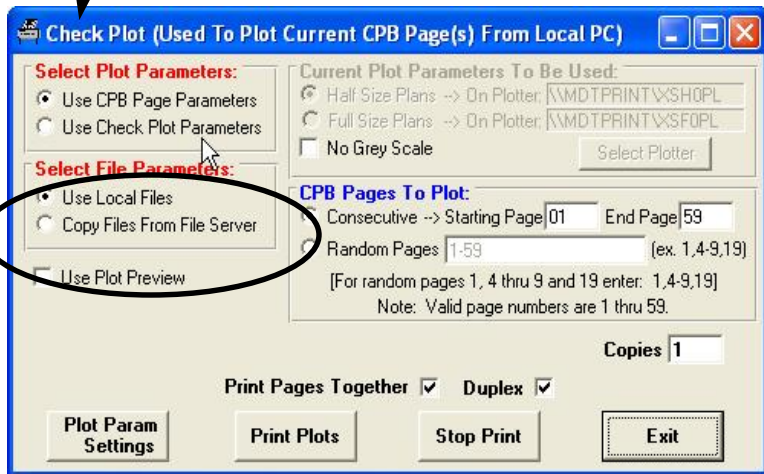 Check Plot (Used To Plot Current CPB Page(s) From Local PC)
Select Plot Parameters:
Use CPB Page Parameters
Use Check Plot Parameters
Select File Parameters:
Use Local Files
Copy Files From File Server
Use Plot Preview
Current Plot Parameters To Be Used:
Half Size Plans --> On Plotter: \\MDTPRINT\XSH0PL
Full Size Plans --> On Plotter: \\MDTPRINT\XSF0PL
No Grey Scale
Select Plotter
CPB Pages To Plot:
Consecutive --> Starting Page 01 End Page 59
Random Pages 1-59 (ex. 1,4-9,19)
[For random pages 1, 4 thru 9 and 19 enter: 1,4-9,19]
Note: Valid page numbers are 1 thru 59.
Copies 1
Print Pages Together Duplex
Plot Param
Settings
Print Plots
Stop Print
Exit